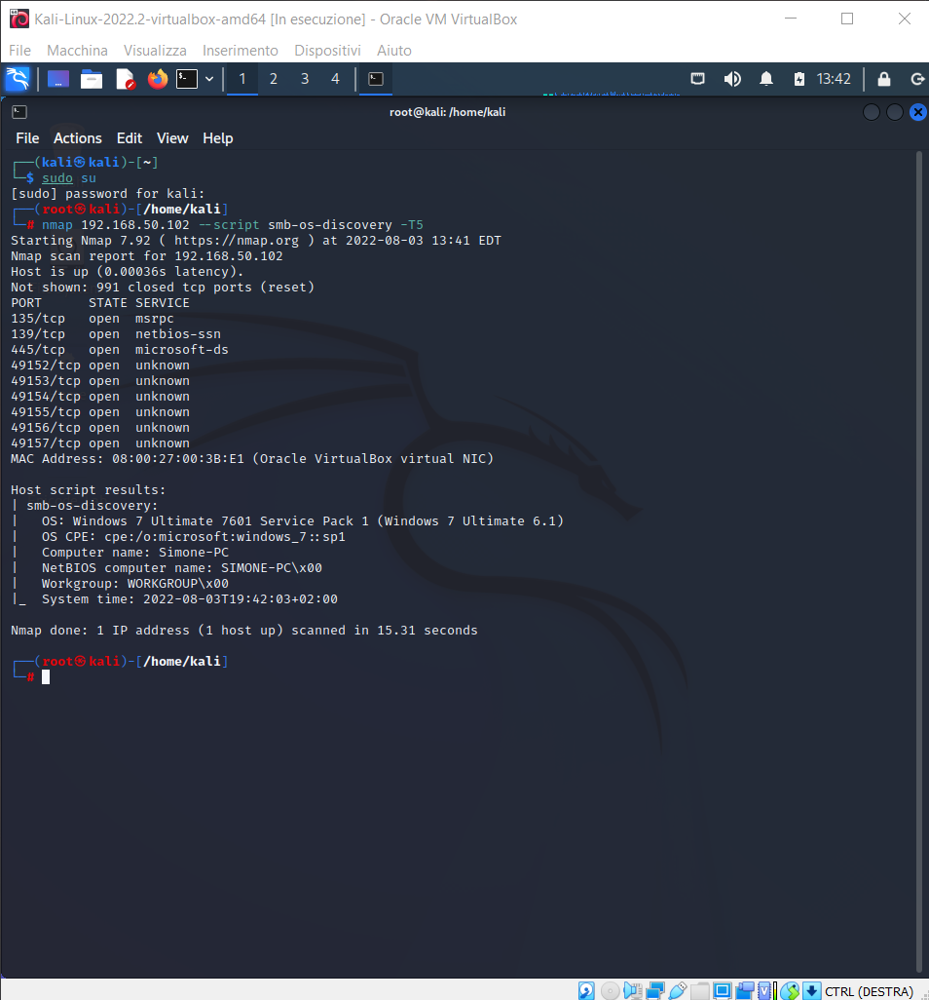 Kali-Linux-2022.2-virtualbox-amd64 [In esecuzione] - Oracle VM VirtualBox
File Macchina Visualizza Inserimento Dispositivi Aiuto
1 2 3 4 13:42
root@kali: /home/kali
File Actions Edit View Help
┌──(kali㉿kali)-[~]
└─$ sudo su
[sudo] password for kali:
┌──(root㉿kali)-[/home/kali]
└─# nmap 192.168.50.102 --script smb-os-discovery -T5
Starting Nmap 7.92 ( https://nmap.org ) at 2022-08-03 13:41 EDT
Nmap scan report for 192.168.50.102
Host is up (0.00036s latency).
Not shown: 991 closed tcp ports (reset)
PORT      STATE SERVICE
135/tcp   open  msrpc
139/tcp   open  netbios-ssn
445/tcp   open  microsoft-ds
49152/tcp open  unknown
49153/tcp open  unknown
49154/tcp open  unknown
49155/tcp open  unknown
49156/tcp open  unknown
49157/tcp open  unknown
MAC Address: 08:00:27:00:3B:E1 (Oracle VirtualBox virtual NIC)
Host script results:
| smb-os-discovery:
|   OS: Windows 7 Ultimate 7601 Service Pack 1 (Windows 7 Ultimate 6.1)
|   OS CPE: cpe:/o:microsoft:windows_7::sp1
|   Computer name: Simone-PC
|   NetBIOS computer name: SIMONE-PC\x00
|   Workgroup: WORKGROUP\x00
|_  System time: 2022-08-03T19:42:03+02:00
Nmap done: 1 IP address (1 host up) scanned in 15.31 seconds
┌──(root㉿kali)-[/home/kali]
└─#
CTRL (DESTRA)